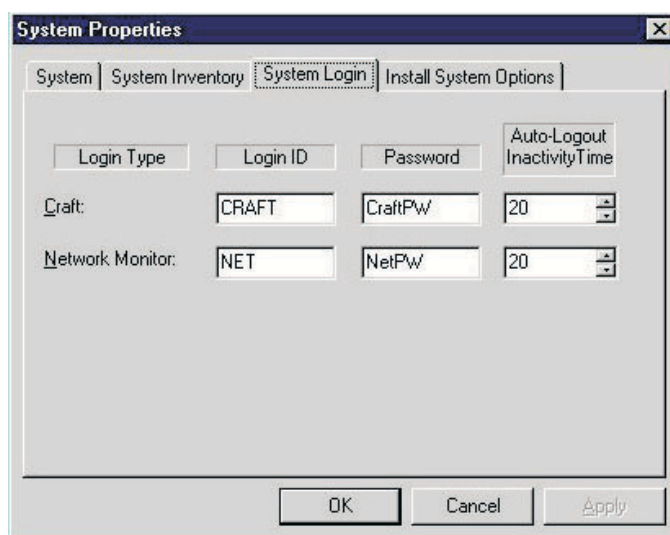 System Properties
System System Inventory System Login Install System Options
Login Type Login ID Password Auto-Logout InactivityTime
Craft: CRAFT CraftPW 20
Network Monitor: NET NetPW 20
OK Cancel Apply